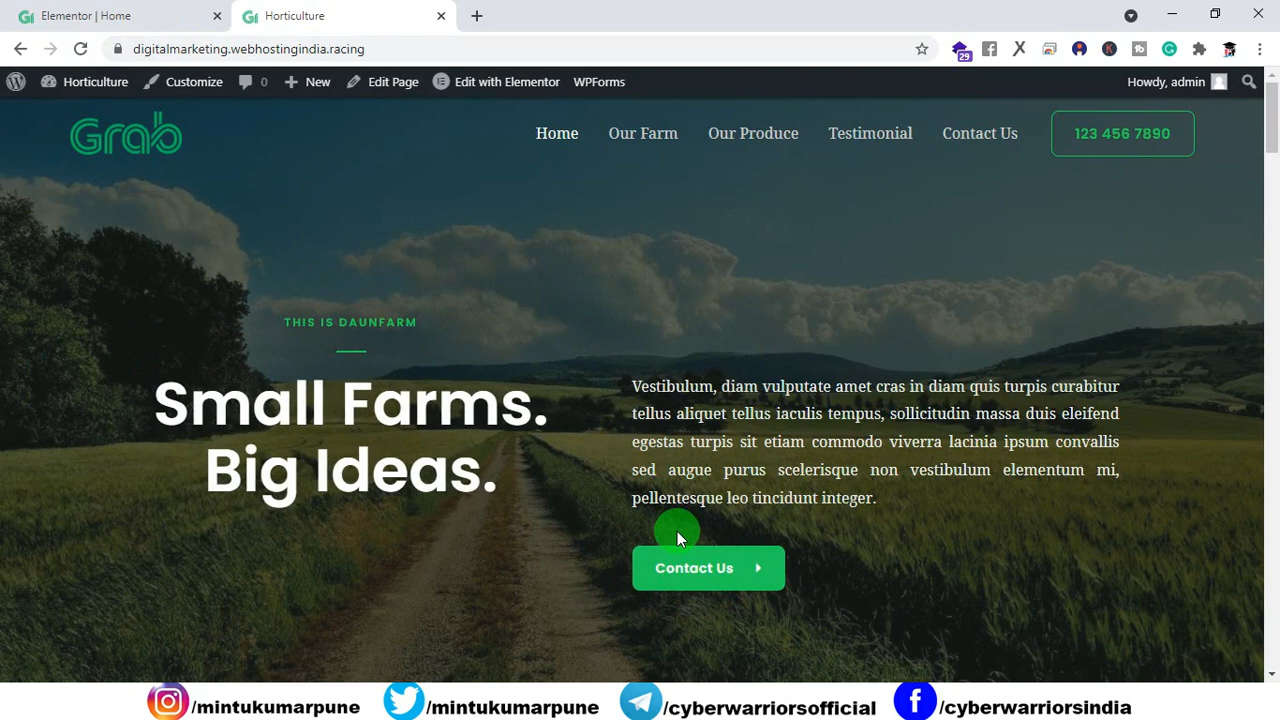 Elementor | Home
Horticulture
digitalmarketing.webhostingindia.racing
29
Horticulture
Customize
0
New
Edit Page
Edit with Elementor
WPForms
Howdy, admin
Grab
Home
Our Farm
Our Produce
Testimonial
Contact Us
123 456 7890
THIS IS DAUNFARM
Small Farms.
Big Ideas.
Vestibulum, diam vulputate amet cras in diam quis turpis curabitur
tellus aliquet tellus iaculis tempus, sollicitudin massa duis eleifend
egestas turpis sit etiam commodo viverra lacinia ipsum convallis
sed augue purus scelerisque non vestibulum elementum mi,
pellentesque leo tincidunt integer.
Contact Us
/mintukumarpune
/mintukumarpune
/cyberwarriorsofficial
/cyberwarriorsindia